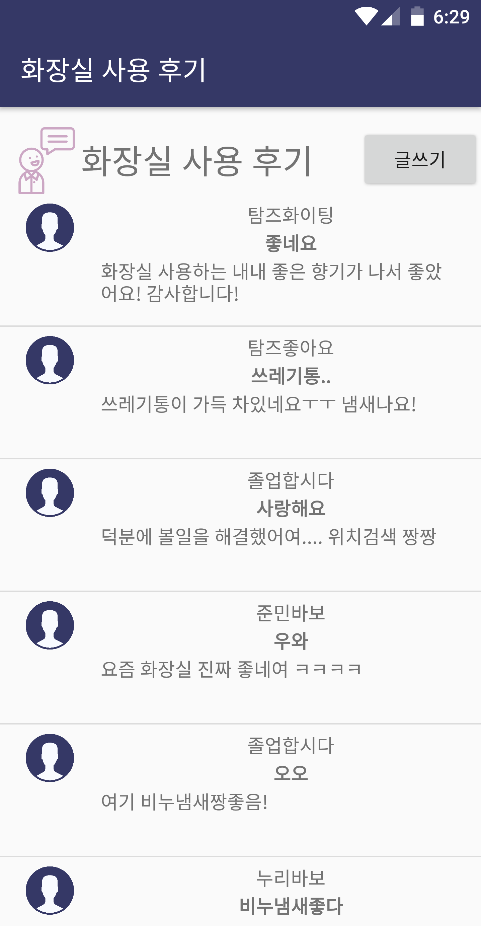 6:29
화장실 사용 후기
화장실 사용 후기
글쓰기
탐즈화이팅
좋네요
화장실 사용하는 내내 좋은 향기가 나서 좋았
어요! 감사합니다!
탐즈좋아요
쓰레기통..
쓰레기통이 가득 차있네요ㅜㅜ 냄새나요!
졸업합시다
사랑해요
덕분에 볼일을 해결했어여.... 위치검색 짱짱
준민바보
우와
요즘 화장실 진짜 좋네여 ㅋㅋㅋㅋ
졸업합시다
오오
여기 비누냄새짱좋음!
누리바보
비누냄새좋다